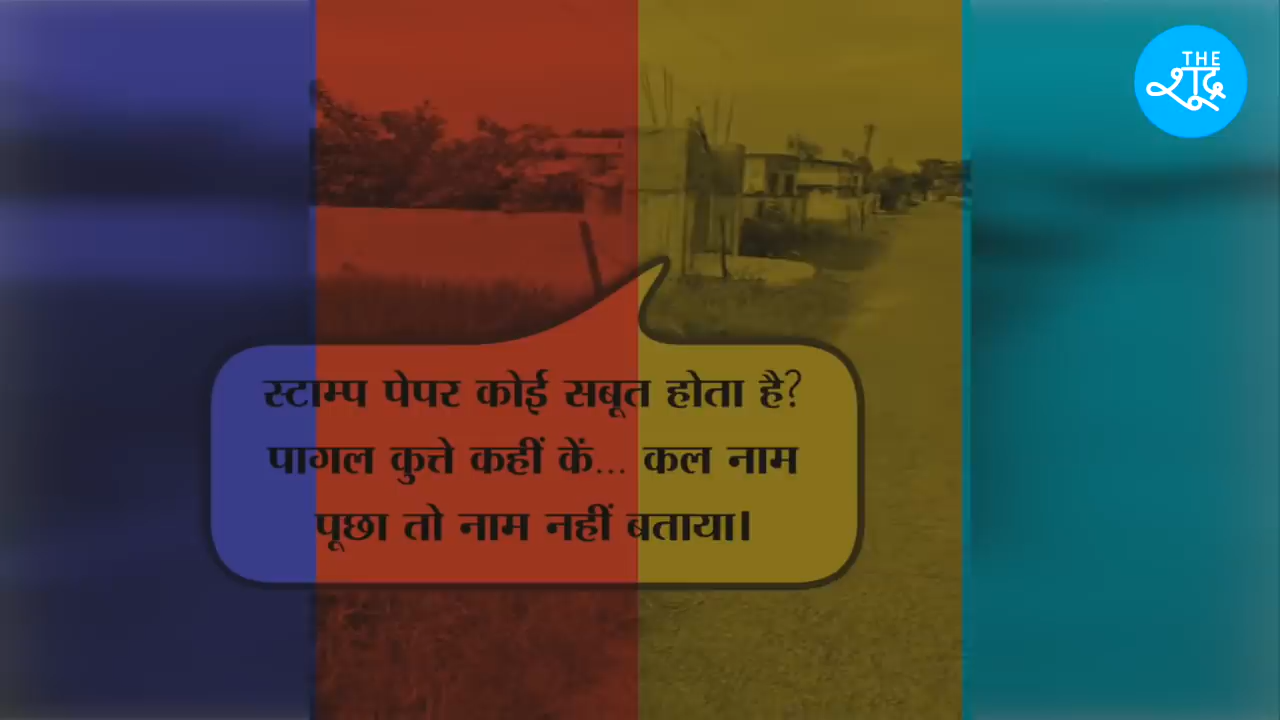 THE
शूद्र
स्टाम्प पेपर कोई सबूत होता है?
पागल कुत्ते कहीं कें... कल नाम
पूछा तो नाम नहीं बताया।